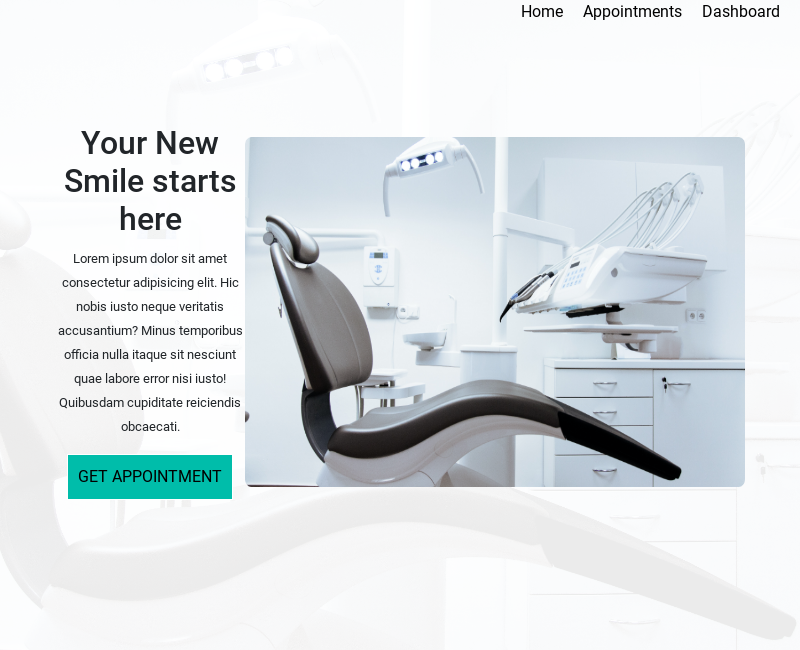 Home Appointments Dashboard
Your New
Smile starts
here
Lorem ipsum dolor sit amet
consectetur adipisicing elit. Hic
nobis iusto neque veritatis
accusantium? Minus temporibus
officia nulla itaque sit nesciunt
quae labore error nisi iusto!
Quibusdam cupiditate reiciendis
obcaecati.
GET APPOINTMENT